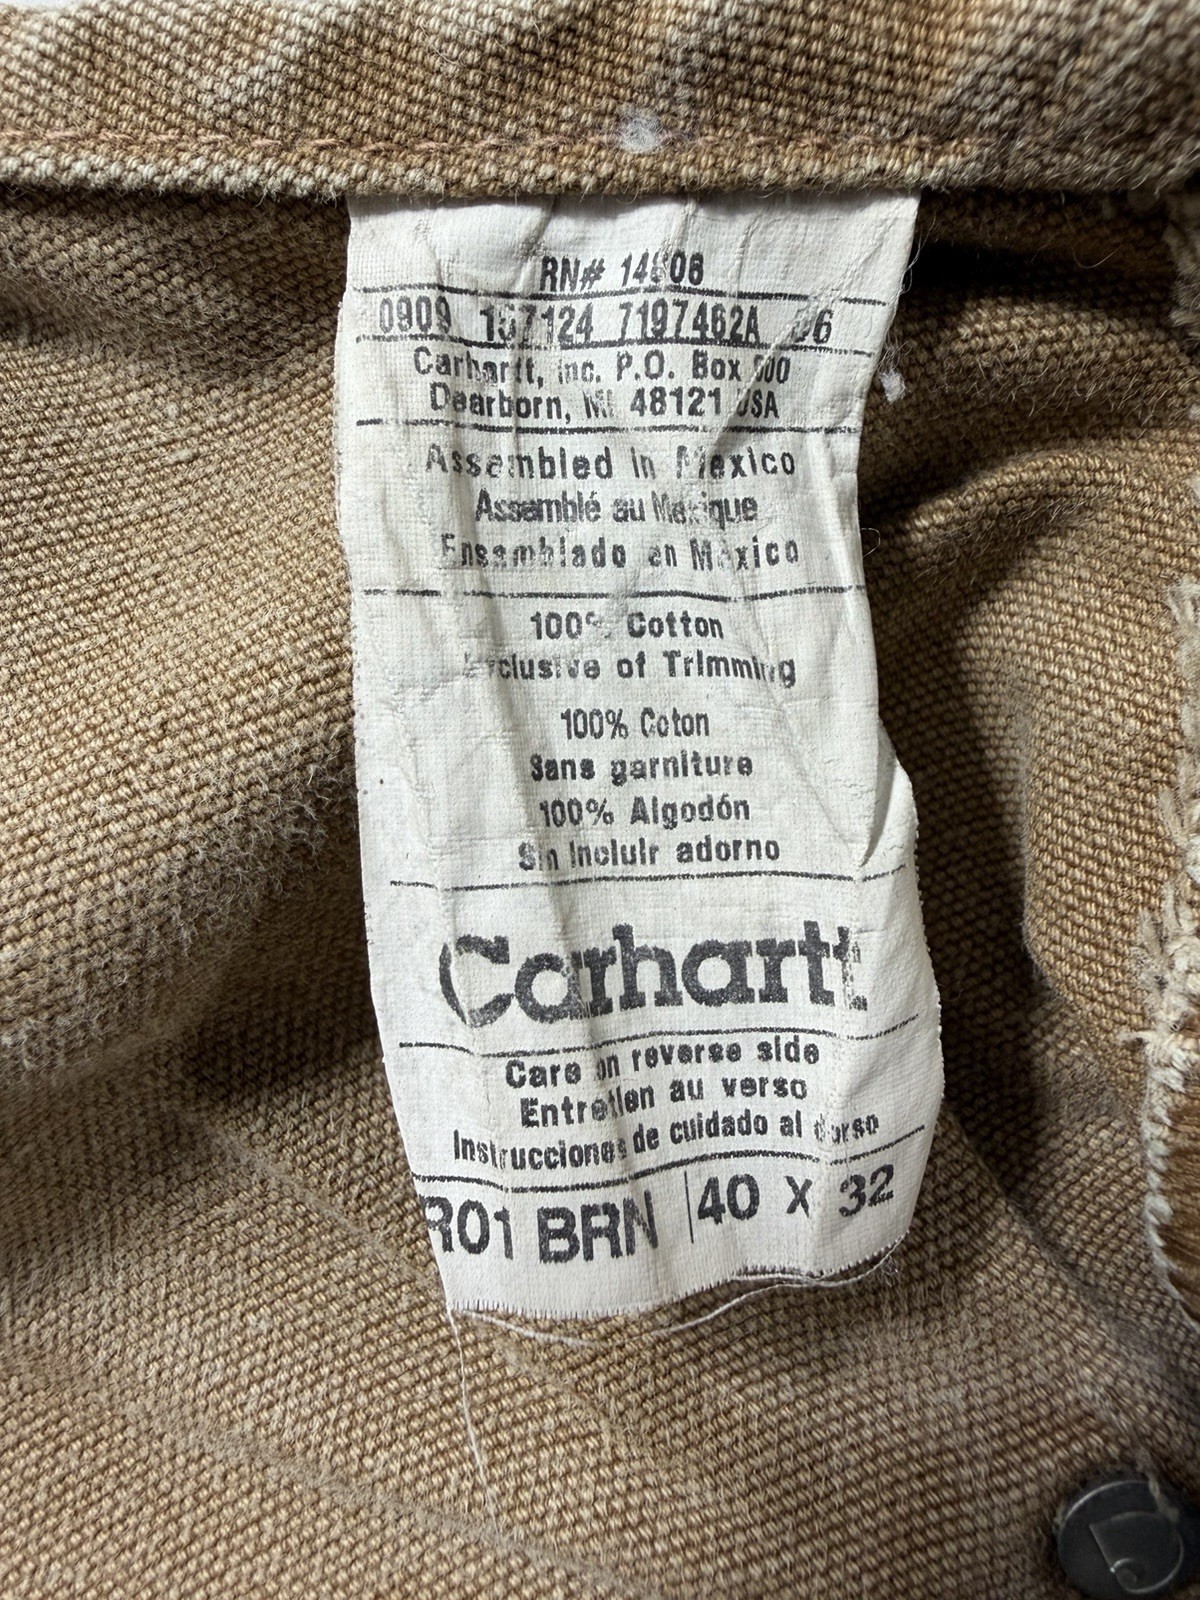 RN# 14806
0909 157124 7197462A 06
Carhartt, Inc. P.O. Box 600
Dearborn, MI 48121 USA
Assembled in Mexico
Assemblé au Mexique
Ensamblado en México
100% Cotton
Exclusive of Trimming
100% Coton
Sans garniture
100% Algodón
Sin Incluir adorno
Carhartt
Care on reverse side
Entretien au verso
Instrucciones de cuidado al dorso
R01 BRN 40 X 32